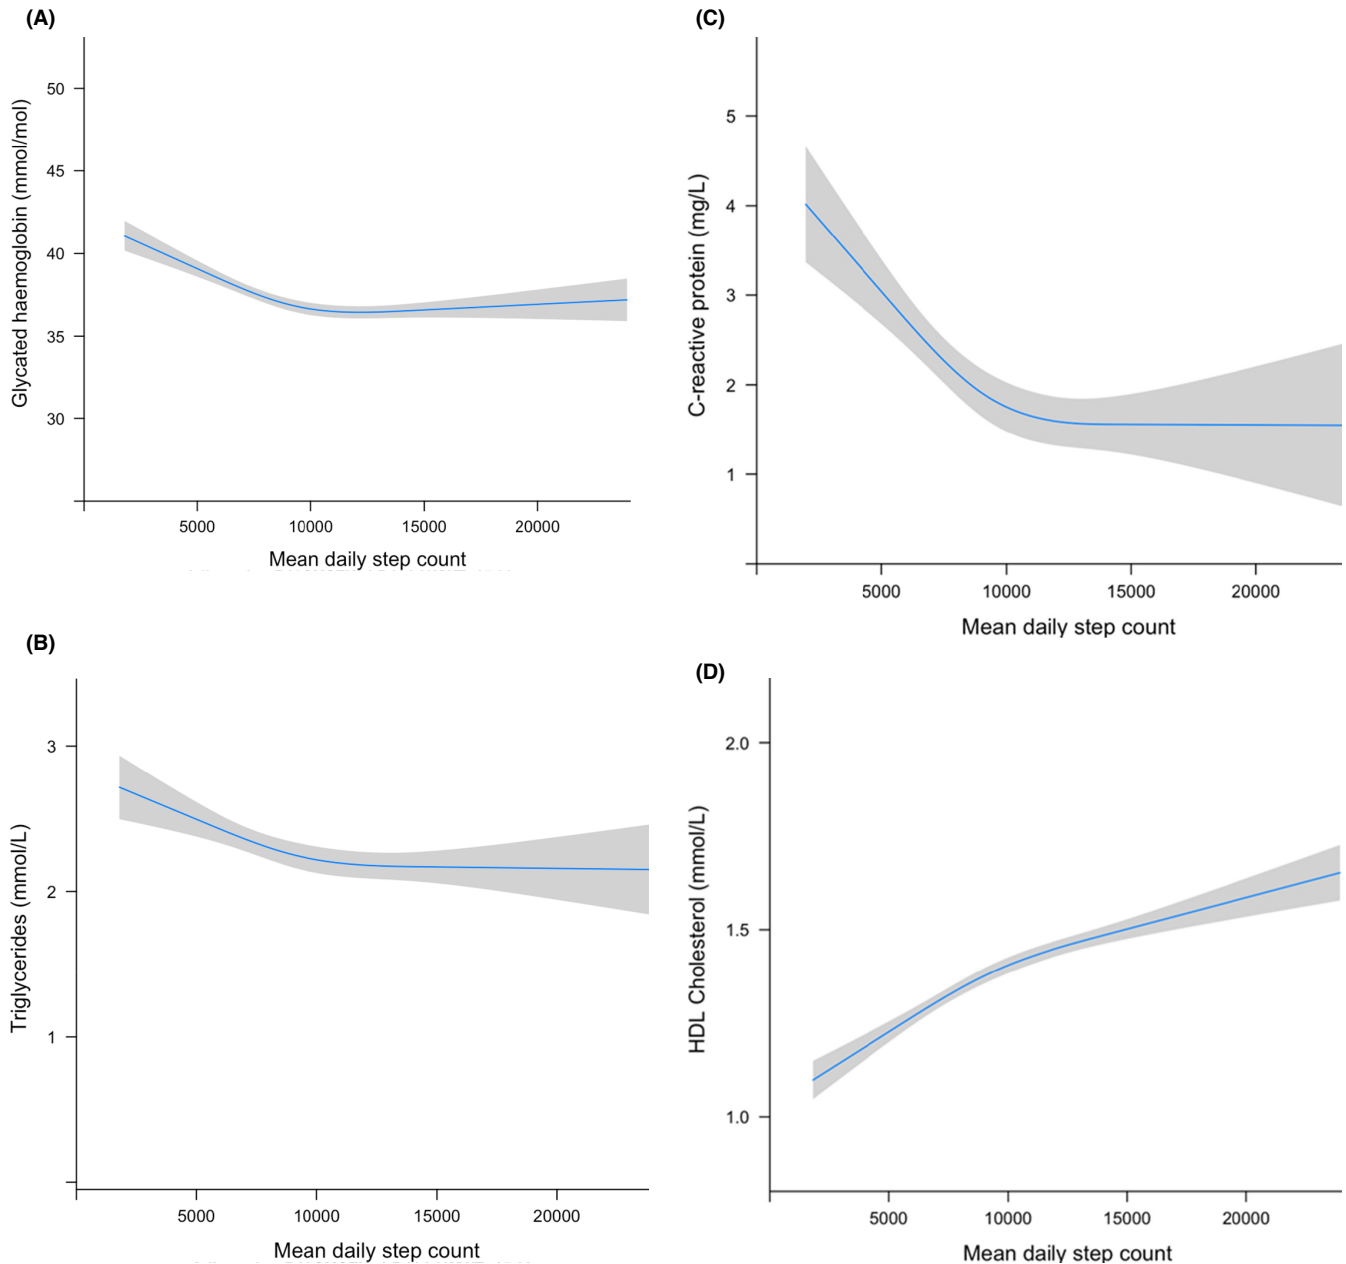 (A)
Glycated haemoglobin (mmol/mol)
50
45
40
35
30
5000 10000 15000 20000
Mean daily step count
(C)
C-reactive protein (mg/L)
5
4
3
2
1
5000 10000 15000 20000
Mean daily step count
(B)
Triglycerides (mmol/L)
3
2
1
5000 10000 15000 20000
Mean daily step count
(D)
HDL Cholesterol (mmol/L)
2.0
1.5
1.0
5000 10000 15000 20000
Mean daily step count